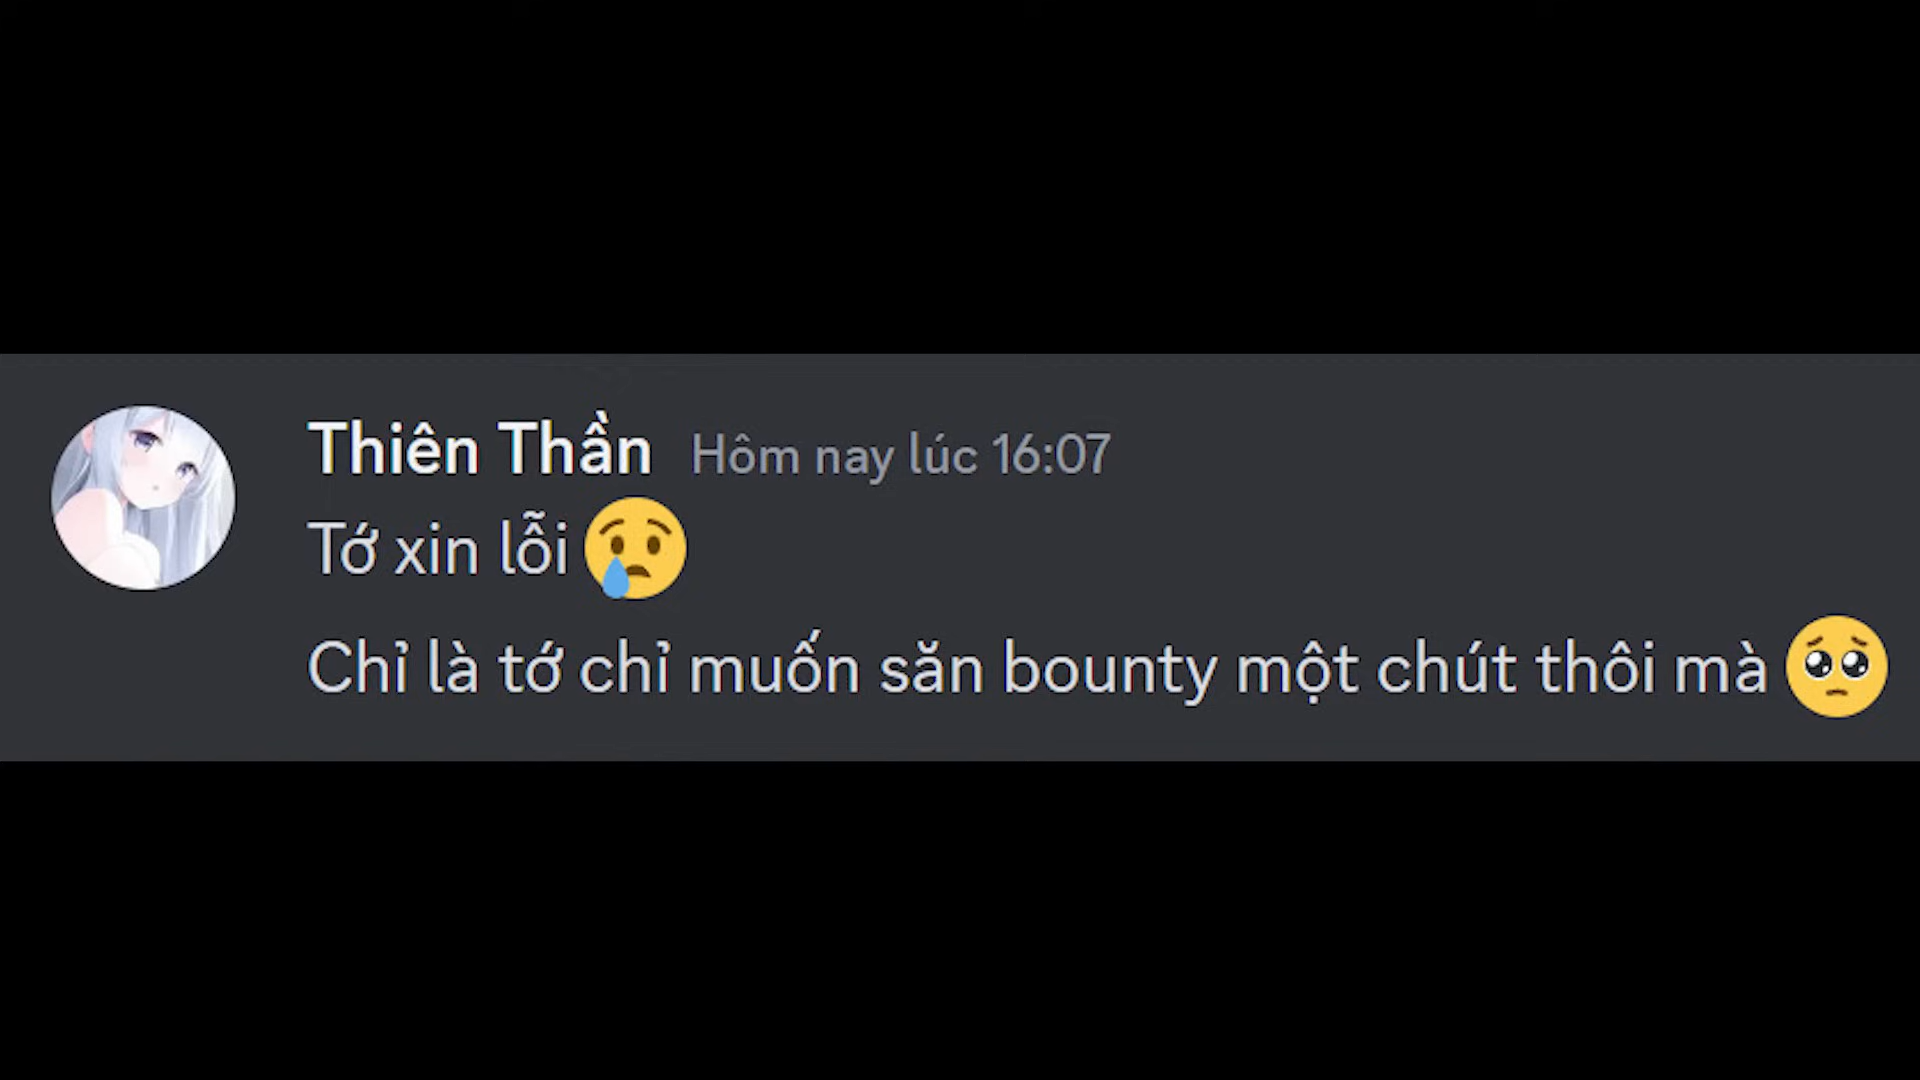 Thiên Thần Hôm nay lúc 16:07
Tớ xin lỗi 😢
Chỉ là tớ chỉ muốn săn bounty một chút thôi mà 🥺